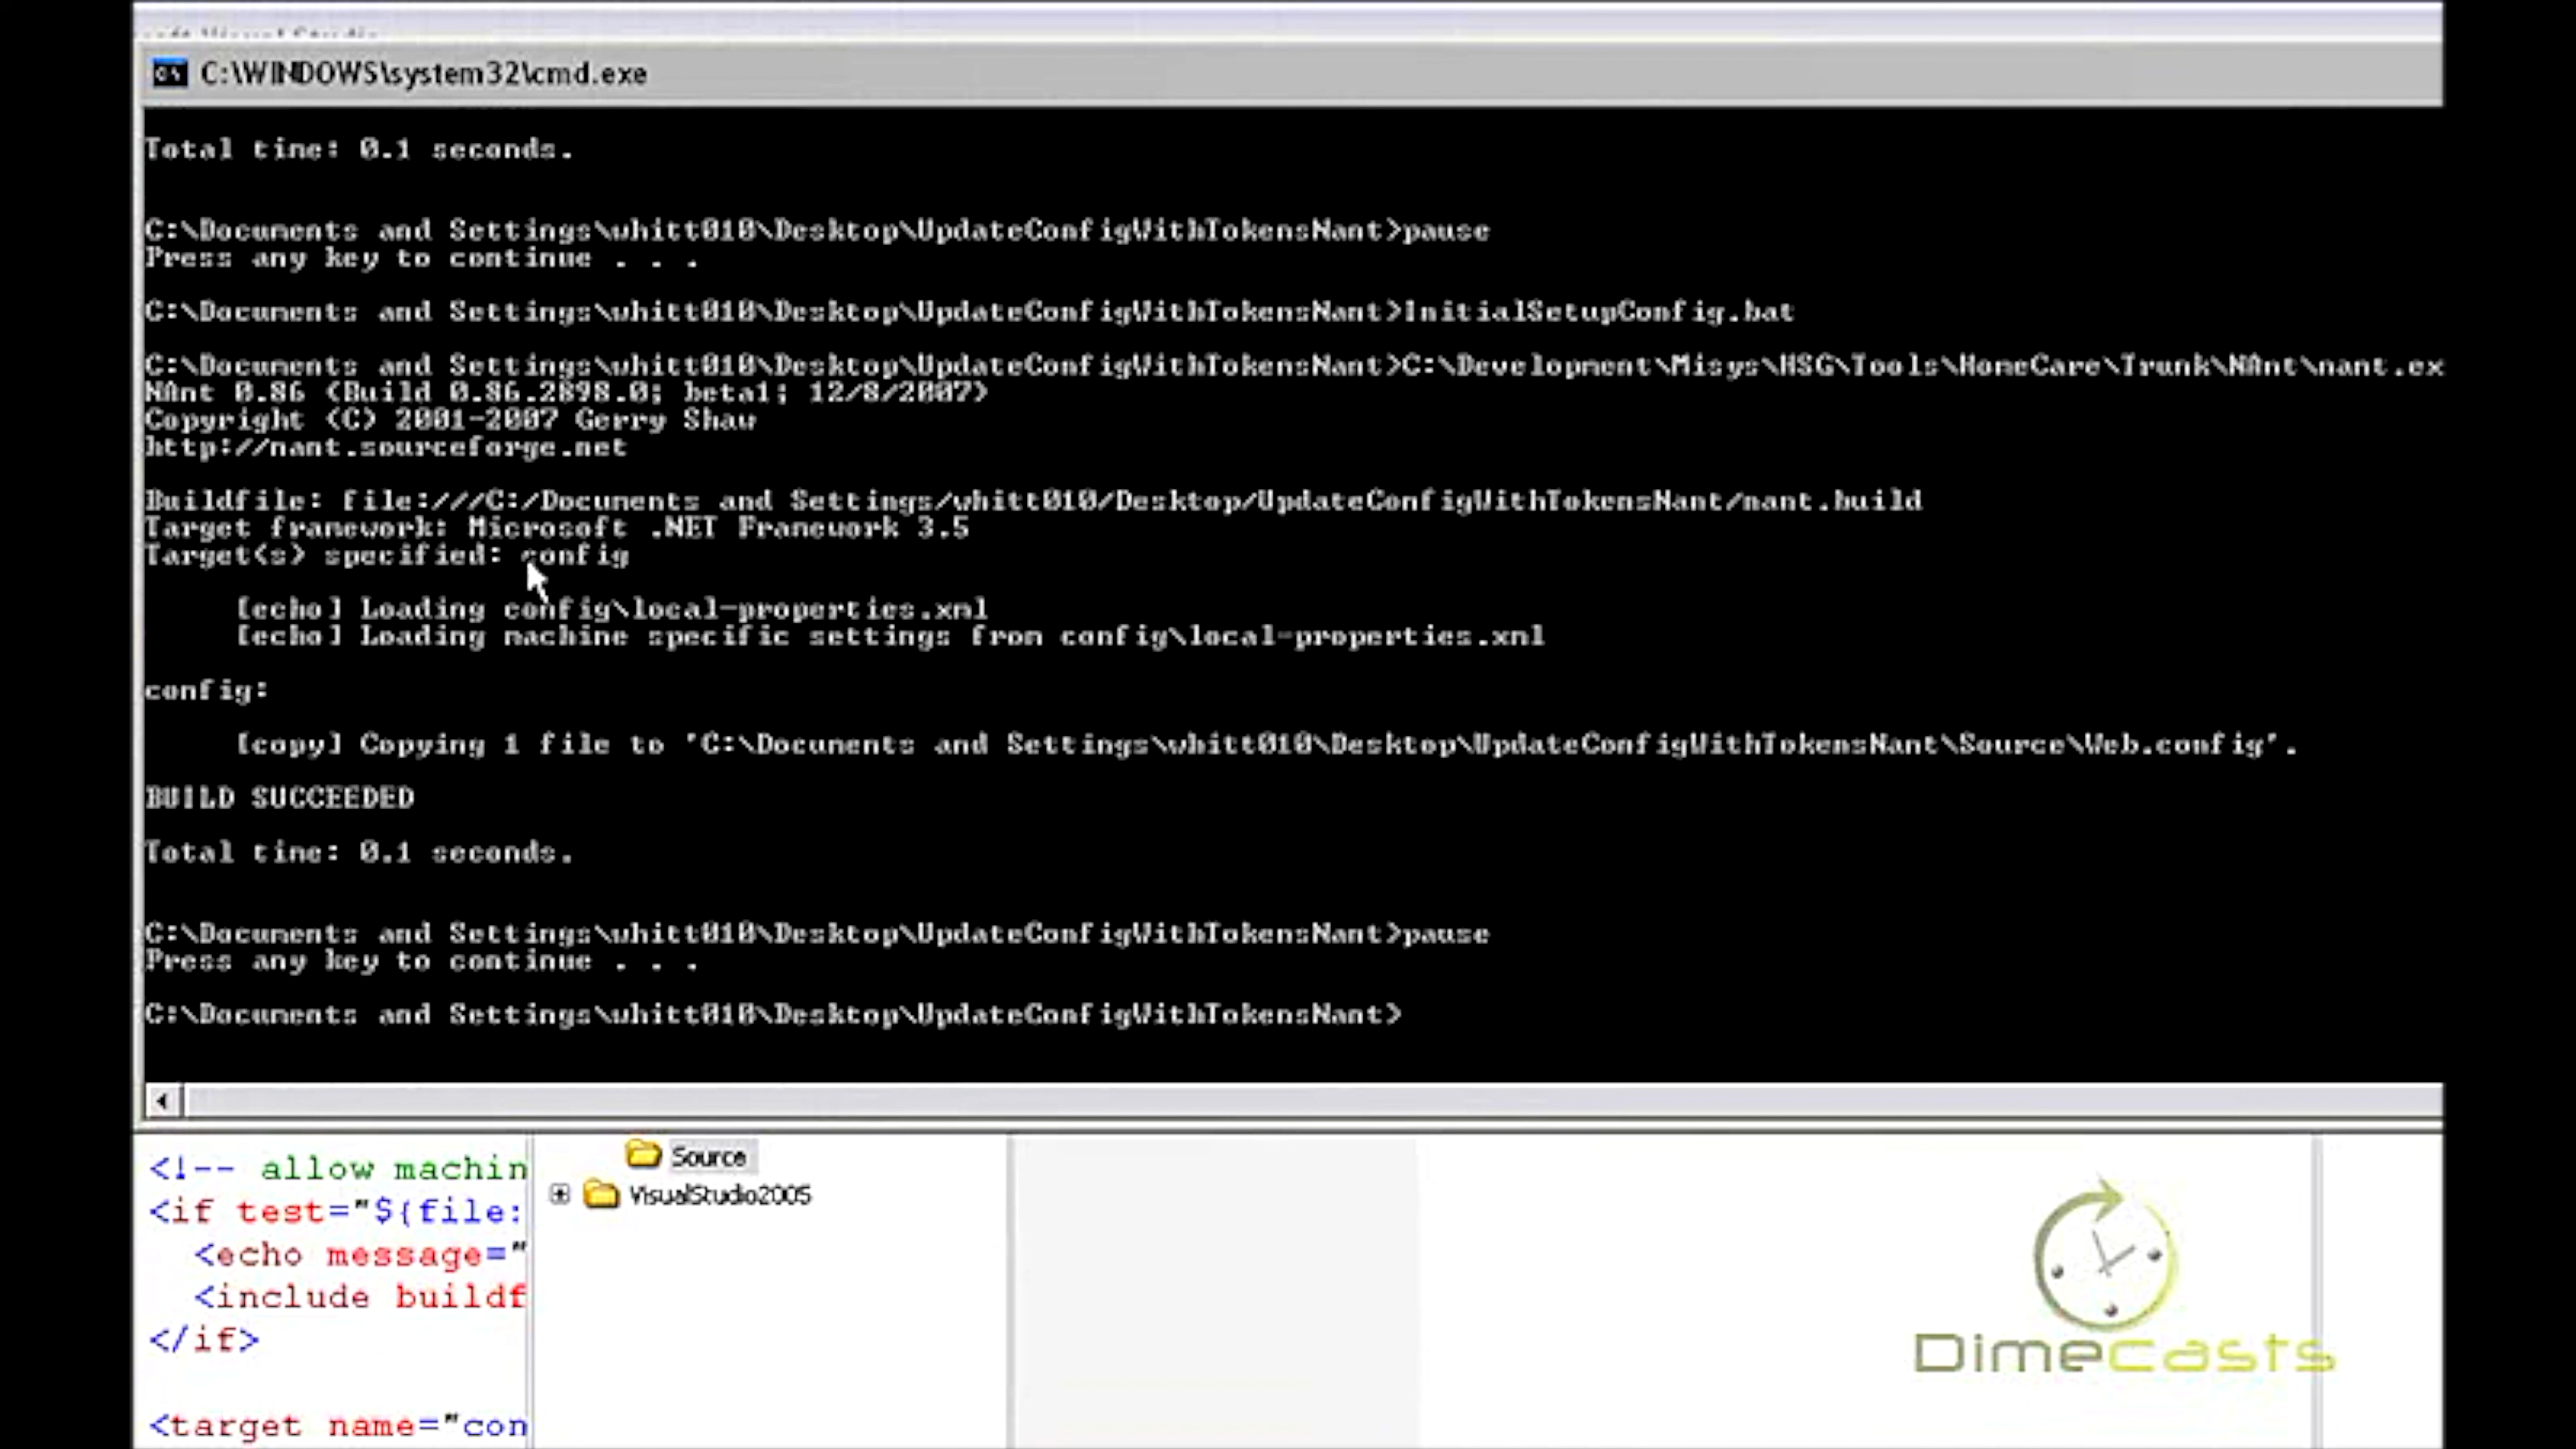 C:\WINDOWS\system32\cmd.exe
Total time: 0.1 seconds.
C:\Documents and Settings\whitt010\Desktop\UpdateConfigWithTokensNant>pause
Press any key to continue . . .
C:\Documents and Settings\whitt010\Desktop\UpdateConfigWithTokensNant>InitialSetupConfig.bat
C:\Documents and Settings\whitt010\Desktop\UpdateConfigWithTokensNant>C:\Development\Misys\HSG\Tools\HomeCare\Trunk\NAnt\nant.ex
NAnt 0.86 (Build 0.86.2898.0; beta1; 12/8/2007)
Copyright (C) 2001-2007 Gerry Shaw
http://nant.sourceforge.net
Buildfile: file:///C:/Documents and Settings/whitt010/Desktop/UpdateConfigWithTokensNant/nant.build
Target framework: Microsoft .NET Framework 3.5
Target(s) specified: config
[echo] Loading config\local-properties.xml
[echo] Loading machine specific settings from config\local-properties.xml
config:
[copy] Copying 1 file to 'C:\Documents and Settings\whitt010\Desktop\UpdateConfigWithTokensNant\Source\Web.config'.
BUILD SUCCEEDED
Total time: 0.1 seconds.
C:\Documents and Settings\whitt010\Desktop\UpdateConfigWithTokensNant>pause
Press any key to continue . . .
C:\Documents and Settings\whitt010\Desktop\UpdateConfigWithTokensNant>
<!-- allow machin
<if test="${file:
<echo message="
<include buildf
</if>
<target name="con
Source
VisualStudio2005
Dimecasts